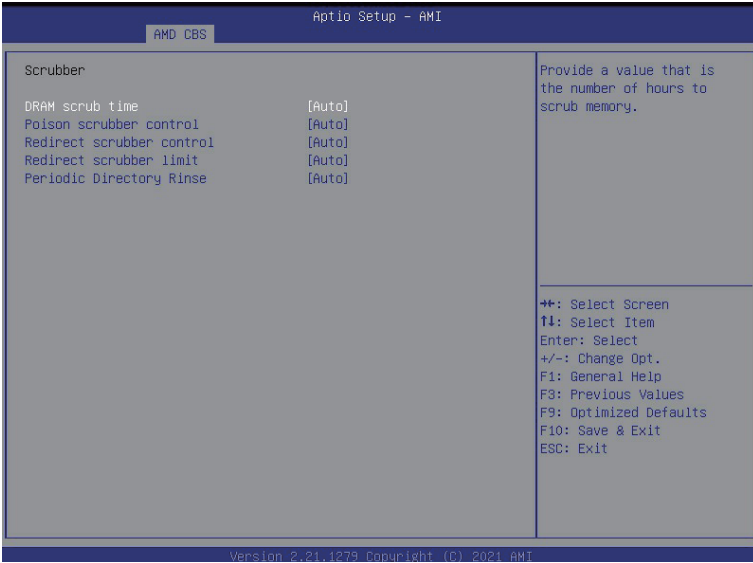 Aptio Setup – AMI
AMD CBS
Scrubber
DRAM scrub time [Auto]
Poison scrubber control [Auto]
Redirect scrubber control [Auto]
Redirect scrubber limit [Auto]
Periodic Directory Rinse [Auto]
Provide a value that is
the number of hours to
scrub memory.
→←: Select Screen
↑↓: Select Item
Enter: Select
+/-: Change Opt.
F1: General Help
F3: Previous Values
F9: Optimized Defaults
F10: Save & Exit
ESC: Exit
Version 2.21.1279 Copyright (C) 2021 AMI